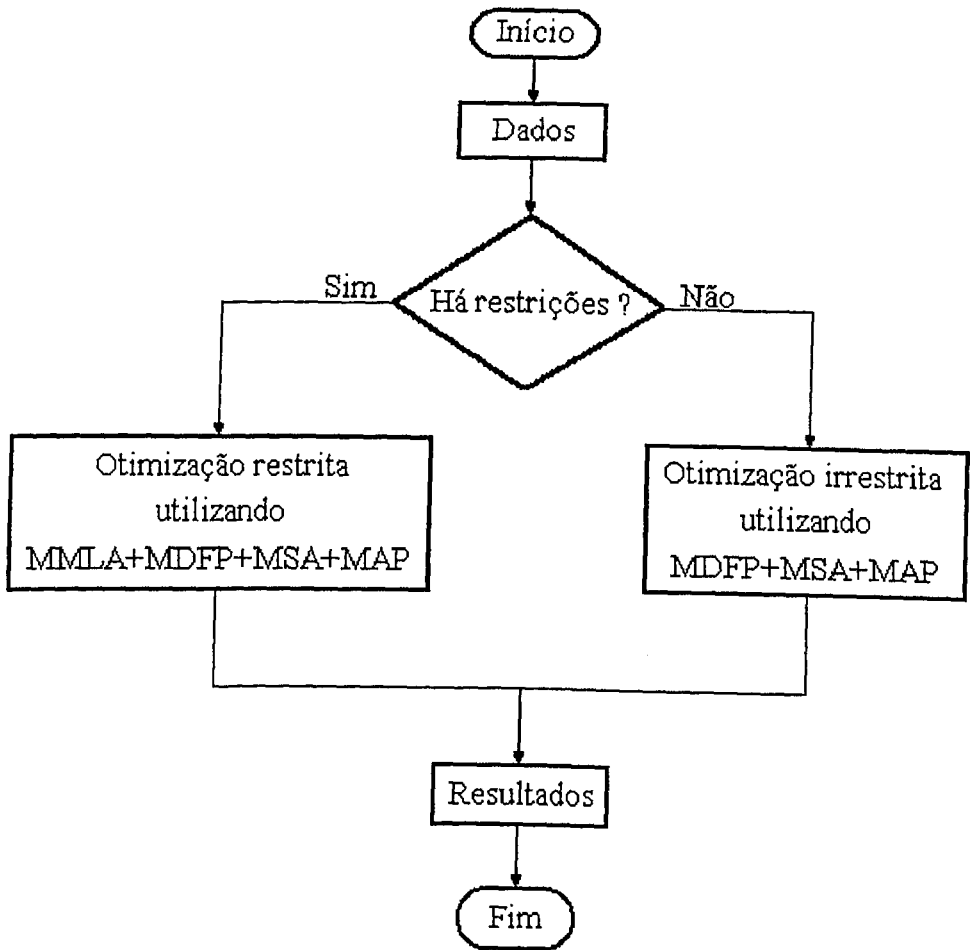 Início
Dados
Há restrições ?
Sim
Não
Otimização restrita
utilizando
MMLA+MDFP+MSA+MAP
Otimização irrestrita
utilizando
MDFP+MSA+MAP
Resultados
Fim